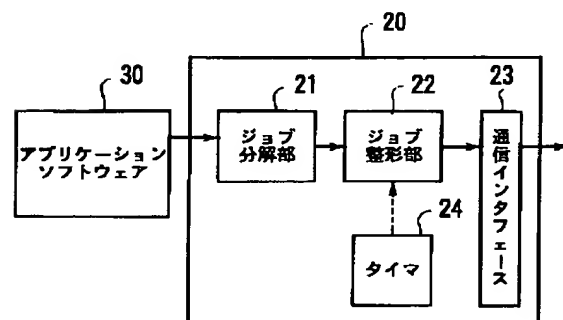 20
30
21
22
23
アプリケーション
ソフトウェア
ジョブ
分解部
ジョブ
整形部
通信インタフェース
24
タイマ